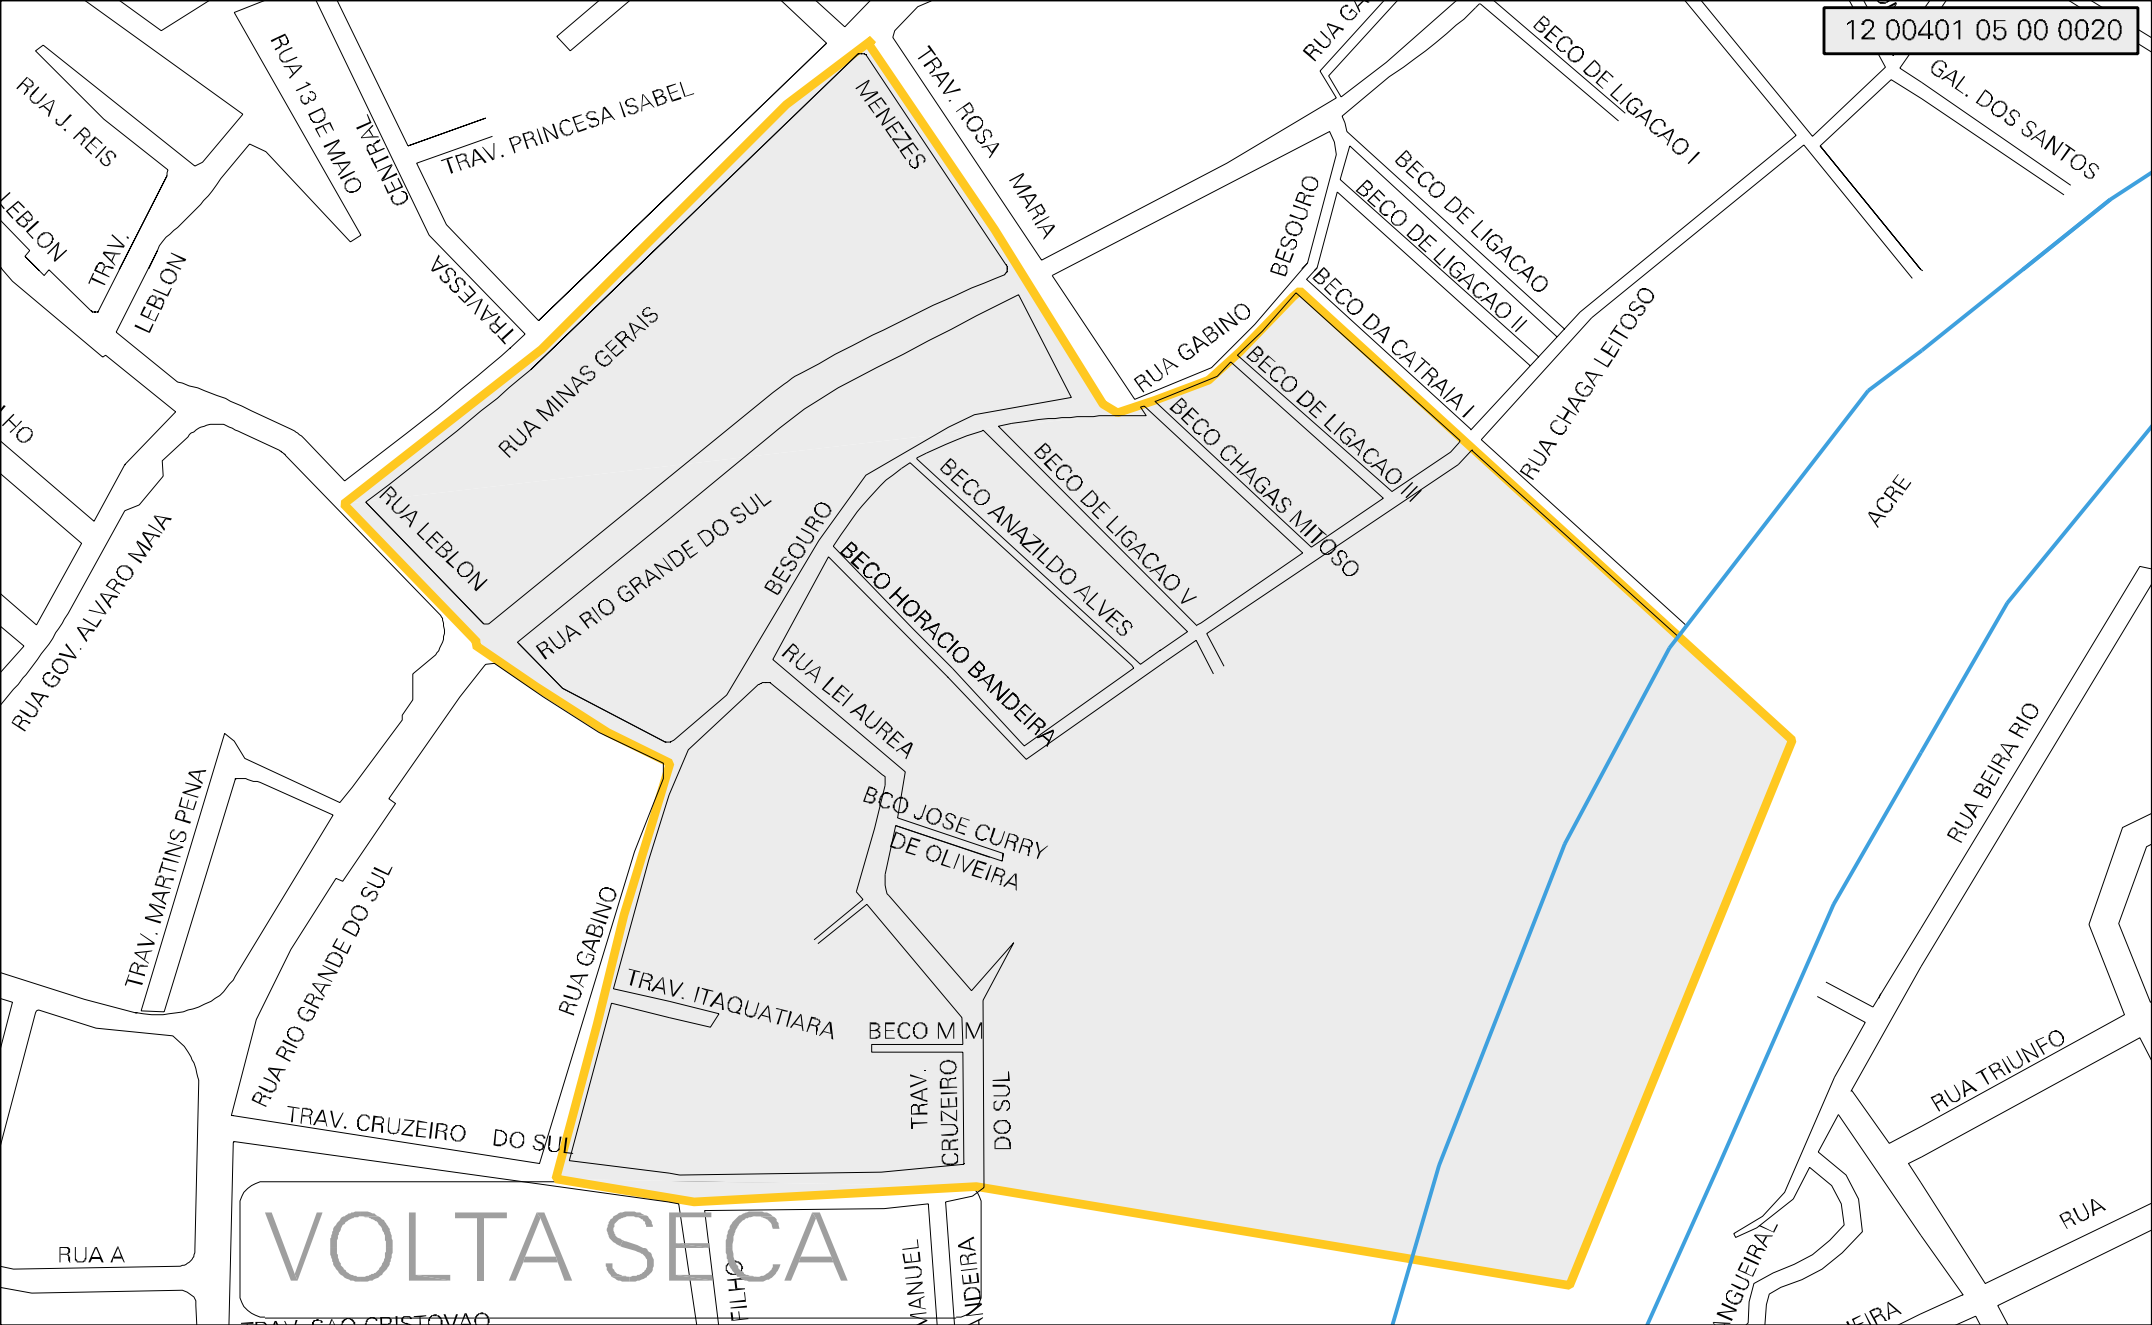 12 00401 05 00 0020
RUA J. REIS
RUA 13 DE MAIO
CENTRAL
TRAV. PRINCESA ISABEL
MENEZES
TRAV. ROSA
MARIA
BECO DE LIGACAO I
GAL. DOS SANTOS
LEBLON
TRAV.
LEBLON
TRAVESSA
BESOURO
BECO DE LIGACAO
BECO DE LIGACAO II
BECO DA CATRAIA I
RUA GABINO
RUA CHAGA LEITOSO
RUA MINAS GERAIS
BECO DE LIGACAO III
BECO CHAGAS MITOSO
RUA LEBLON
RUA RIO GRANDE DO SUL
BESOURO
BECO DE LIGACAO V
BECO ANAZILDO ALVES
BECO HORACIO BANDEIRA
ACRE
RUA GOV. ALVARO MAIA
RUA LEI AUREA
BCO JOSE CURRY
DE OLIVEIRA
RUA BEIRA RIO
TRAV. MARTINS PENA
RUA RIO GRANDE DO SUL
RUA GABINO
TRAV. ITAQUATIARA
BECO M M
TRAV.
CRUZEIRO
DO SUL
TRAV. CRUZEIRO DO SUL
RUA TRIUNFO
RUA
VOLTA SECA
RUA A
FILHO
MANUEL
TRAV. SAO CRISTOVAO